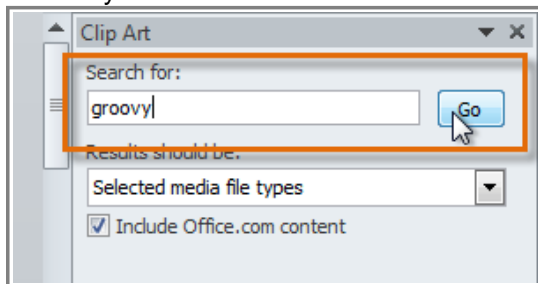 Clip Art
Search for:
groovy
Go
Results should be:
Selected media file types
Include Office.com content